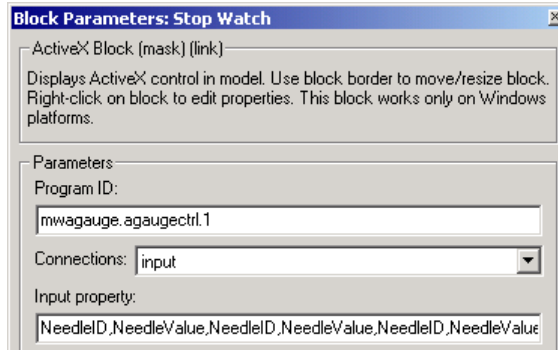 Block Parameters: Stop Watch
ActiveX Block (mask) (link)
Displays ActiveX control in model. Use block border to move/resize block.
Right-click on block to edit properties. This block works only on Windows
platforms.
Parameters
Program ID:
mwagauge.agaugectrl.1
Connections: input
Input property:
NeedleID,NeedleValue,NeedleID,NeedleValue,NeedleID,NeedleValue